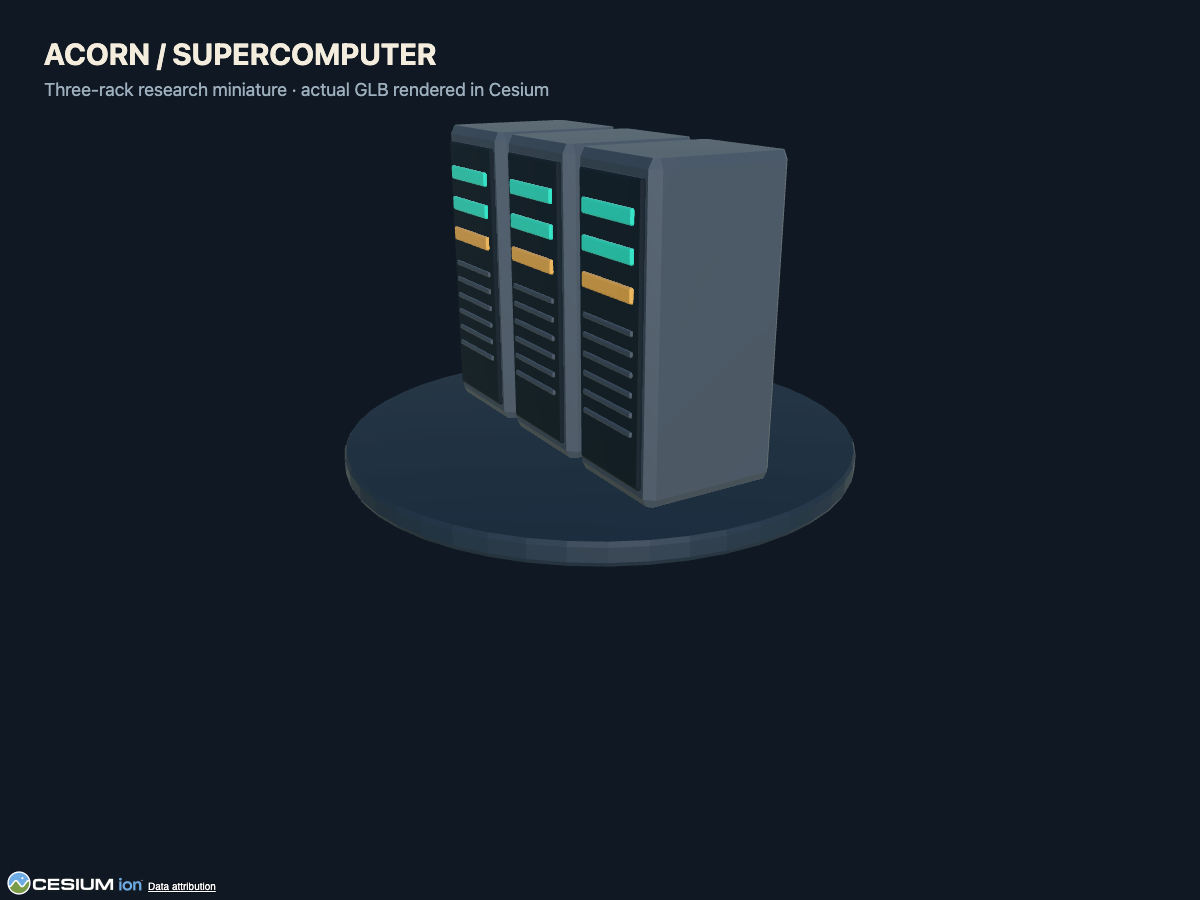 ACORN / SUPERCOMPUTER
Three-rack research miniature · actual GLB rendered in Cesium
CESIUM ion Data attribution